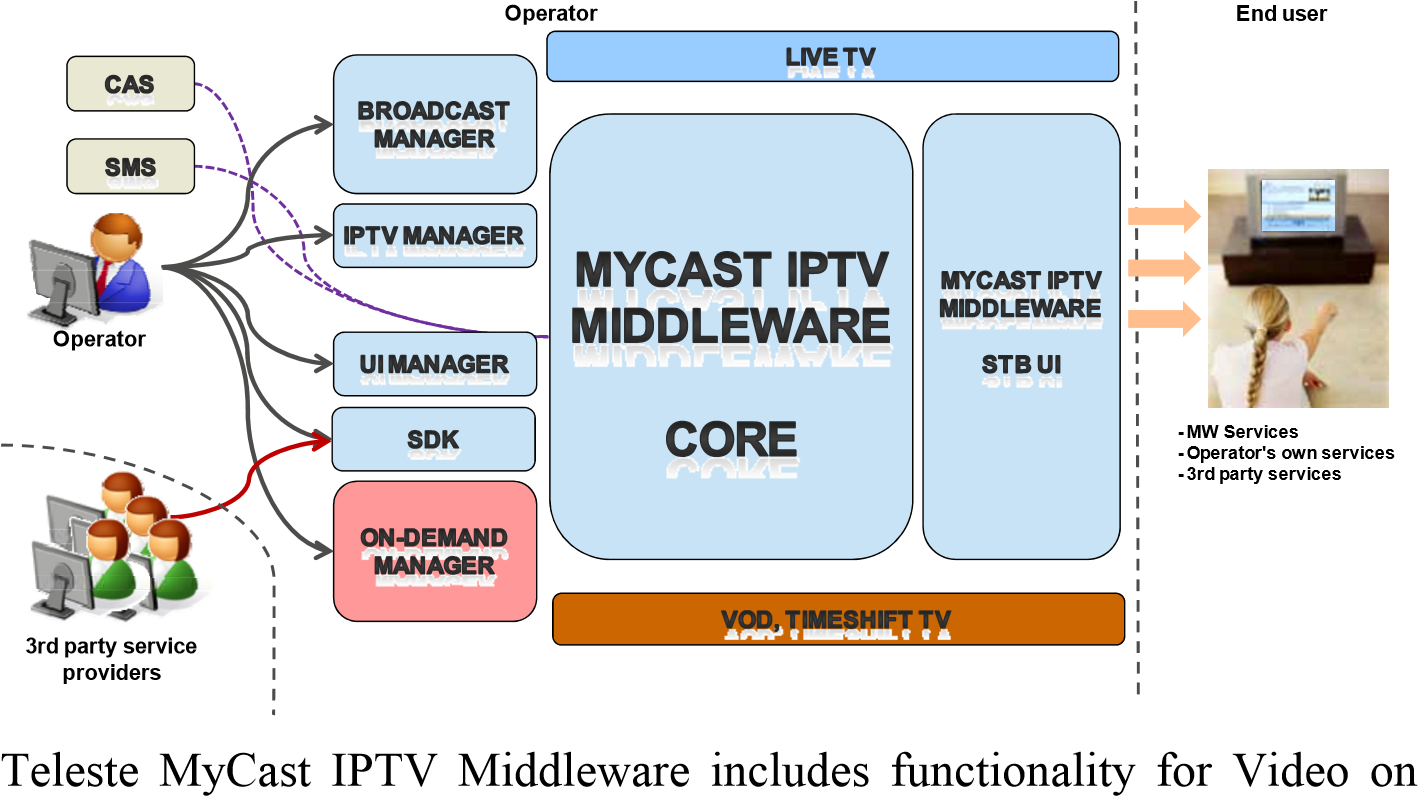 Operator
End user
LIVE TV
CAS
BROADCAST
MANAGER
SMS
IPTV MANAGER
MYCAST IPTV
MIDDLEWARE
CORE
MYCAST IPTV
MIDDLEWARE
STB UI
Operator
UI MANAGER
SDK
- MW Services
- Operator's own services
- 3rd party services
ON-DEMAND
MANAGER
VOD, TIMESHIFT TV
3rd party service
providers
Teleste MyCast IPTV Middleware includes functionality for Video on